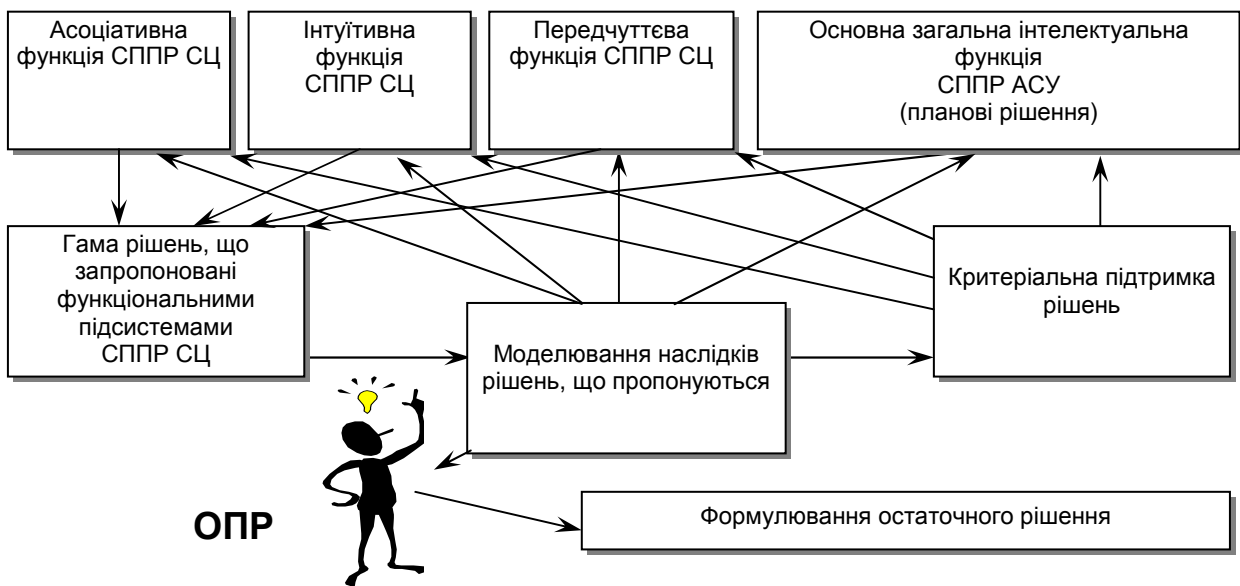 Асоціативна
функція СППР СЦ
Інтуїтивна
функція
СППР СЦ
Передчуттєва
функція СППР СЦ
Основна загальна інтелектуальна
функція
СППР АСУ
(планові рішення)
Гама рішень, що
запропоновані
функціональними
підсистемами
СППР СЦ
Моделювання наслідків
рішень, що пропонуються
Критеріальна підтримка
рішень
ОПР
Формулювання остаточного рішення